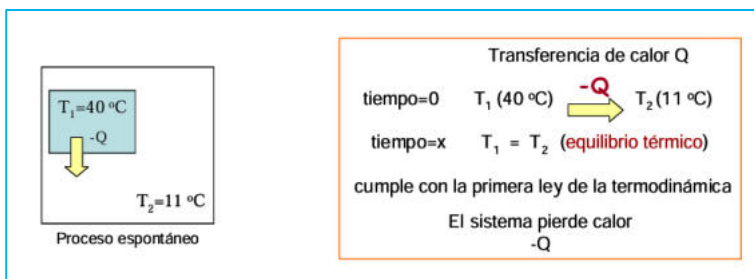 T₁=40 ºC
-Q
T₂=11 ºC
Proceso espontáneo
Transferencia de calor Q
tiempo=0 T₁ (40 ºC) -Q T₂ (11 ºC)
tiempo=x T₁ = T₂ (equilibrio térmico)
cumple con la primera ley de la termodinámica
El sistema pierde calor
-Q